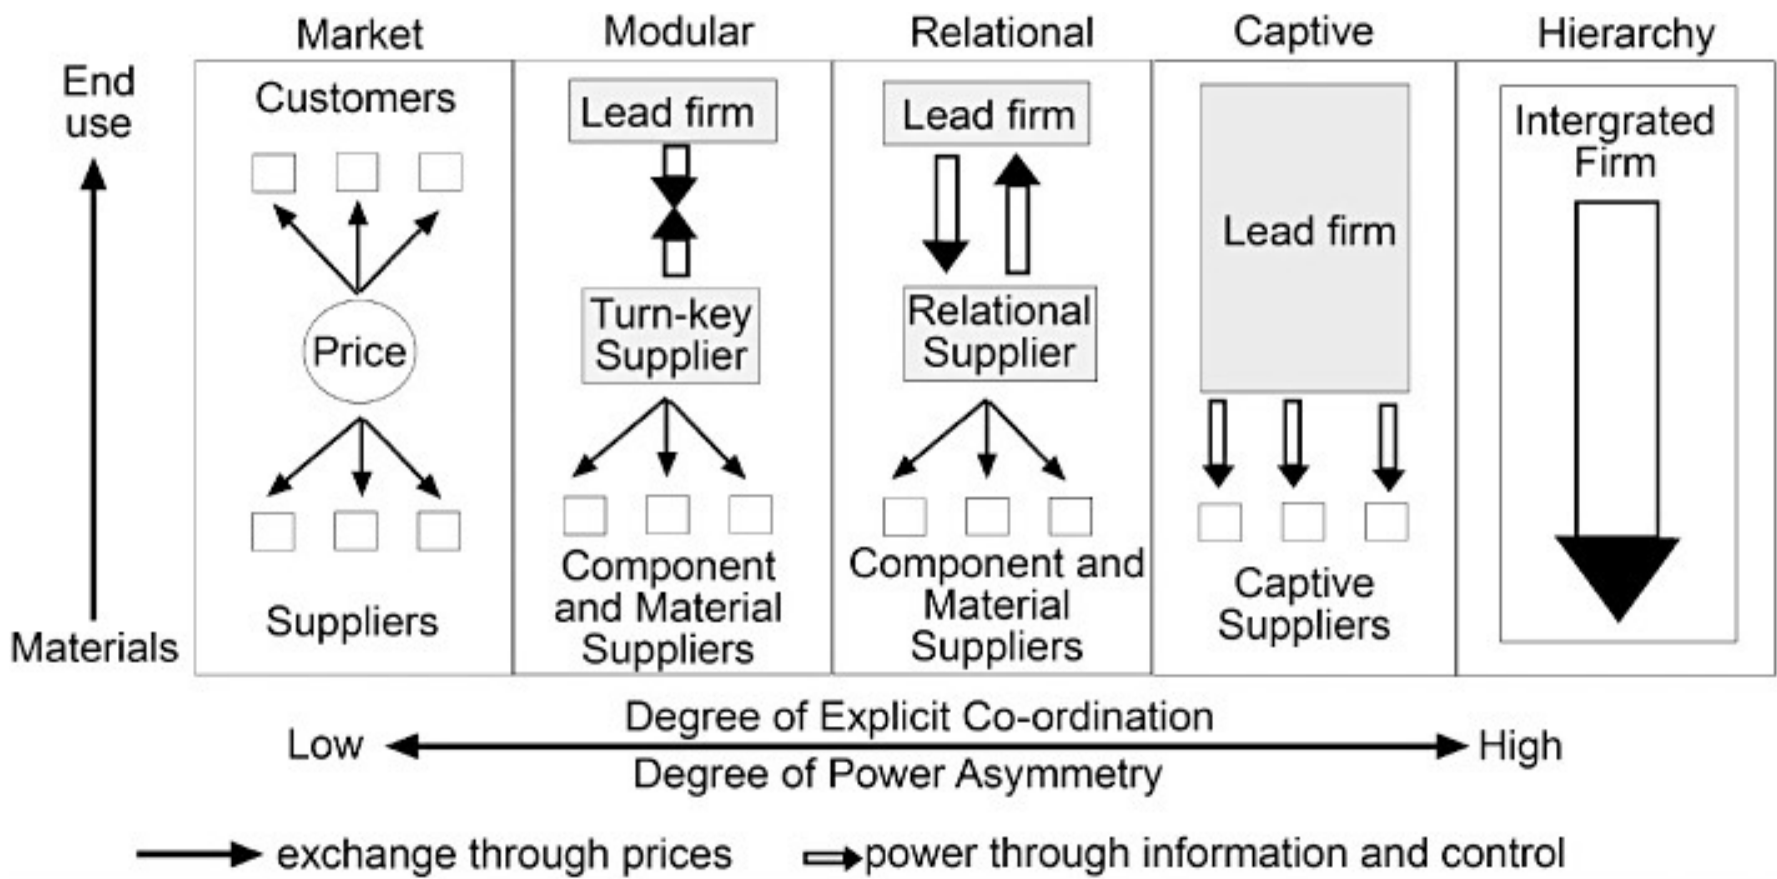 Market
Modular
Relational
Captive
Hierarchy
End
use
Materials
Customers
Price
Suppliers
Lead firm
Turn-key
Supplier
Component
and Material
Suppliers
Lead firm
Relational
Supplier
Component and
Material
Suppliers
Lead firm
Captive
Suppliers
Intergrated
Firm
Degree of Explicit Co-ordination
Low
High
Degree of Power Asymmetry
exchange through prices
power through information and control